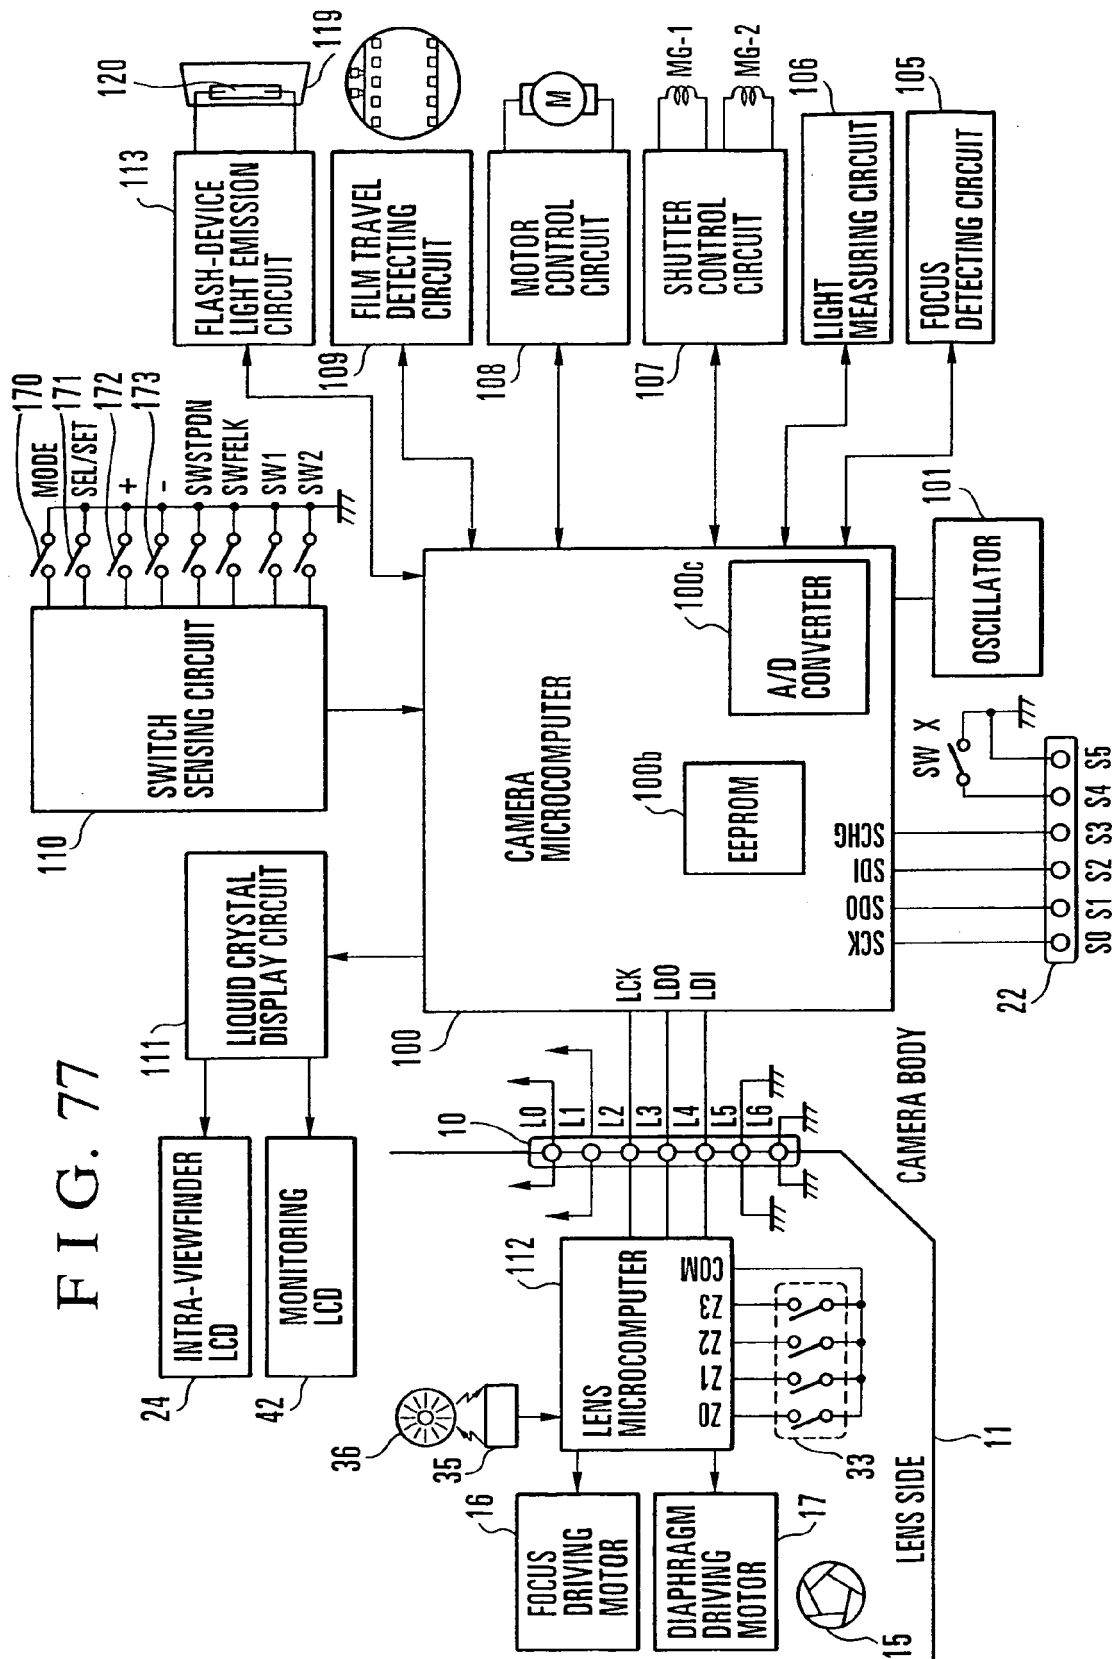 FIG. 77
24
INTRA-VIEWFINDER
LCD
42
MONITORING
LCD
111
LIQUID CRYSTAL
DISPLAY CIRCUIT
110
SWITCH
SENSING CIRCUIT
170
171
172
173
MODE
SEL/SET
+
-
SWSTPDN
SWFELK
SW1
SW2
113
FLASH-DEVICE
LIGHT EMISSION
CIRCUIT
120
119
109
FILM TRAVEL
DETECTING
CIRCUIT
108
MOTOR
CONTROL
CIRCUIT
M
107
SHUTTER
CONTROL
CIRCUIT
MG-1
MG-2
106
LIGHT
MEASURING CIRCUIT
105
FOCUS
DETECTING CIRCUIT
100
CAMERA
MICROCOMPUTER
100b
EEPROM
100c
A/D
CONVERTER
LCK
LDO
LDI
SCK
SDO
SDI
SCHG
101
OSCILLATOR
SW X
22
S0
S1
S2
S3
S4
S5
10
L0
L1
L2
L3
L4
L5
L6
CAMERA BODY
36
35
112
LENS
MICROCOMPUTER
Z0
Z1
Z2
Z3
COM
33
16
FOCUS
DRIVING
MOTOR
17
DIAPHRAGM
DRIVING
MOTOR
15
LENS SIDE
11